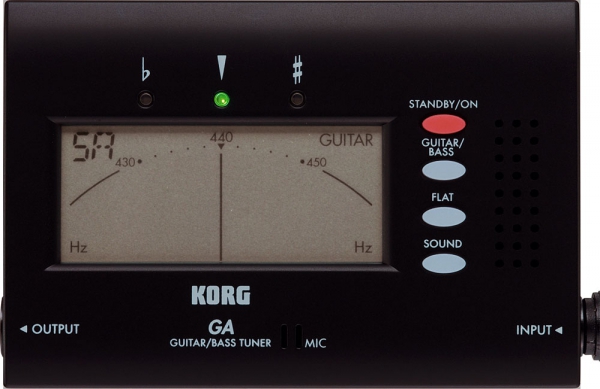 ♭ ♯
STANDBY/ON
GUITAR/
BASS
FLAT
SOUND
5A
430
440
450
GUITAR
Hz
Hz
KORG
OUTPUT
GA
GUITAR/BASS TUNER
MIC
INPUT